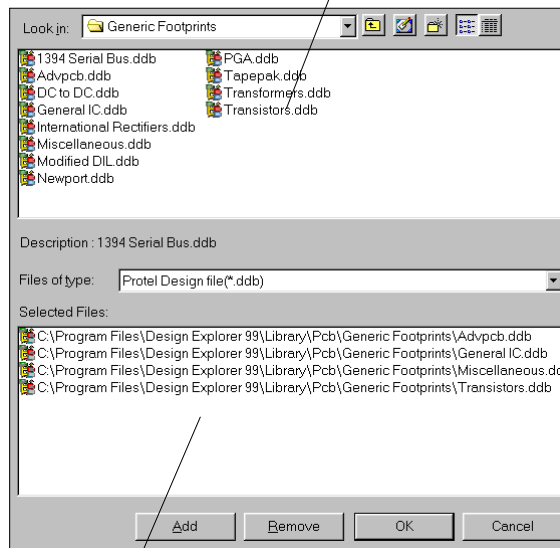 Look in: Generic Footprints
1394 Serial Bus.ddb
Advpcb.ddb
DC to DC.ddb
General IC.ddb
International Rectifiers.ddb
Miscellaneous.ddb
Modified DIL.ddb
Newport.ddb
PGA.ddb
Tapepak.ddb
Transformers.ddb
Transistors.ddb
Description : 1394 Serial Bus.ddb
Files of type: Protel Design file(*.ddb)
Selected Files:
C:\Program Files\Design Explorer 99\Library\Pcb\Generic Footprints\Advpcb.ddb
C:\Program Files\Design Explorer 99\Library\Pcb\Generic Footprints\General IC.ddb
C:\Program Files\Design Explorer 99\Library\Pcb\Generic Footprints\Miscellaneous.dd
C:\Program Files\Design Explorer 99\Library\Pcb\Generic Footprints\Transistors.ddb
Add Remove OK Cancel